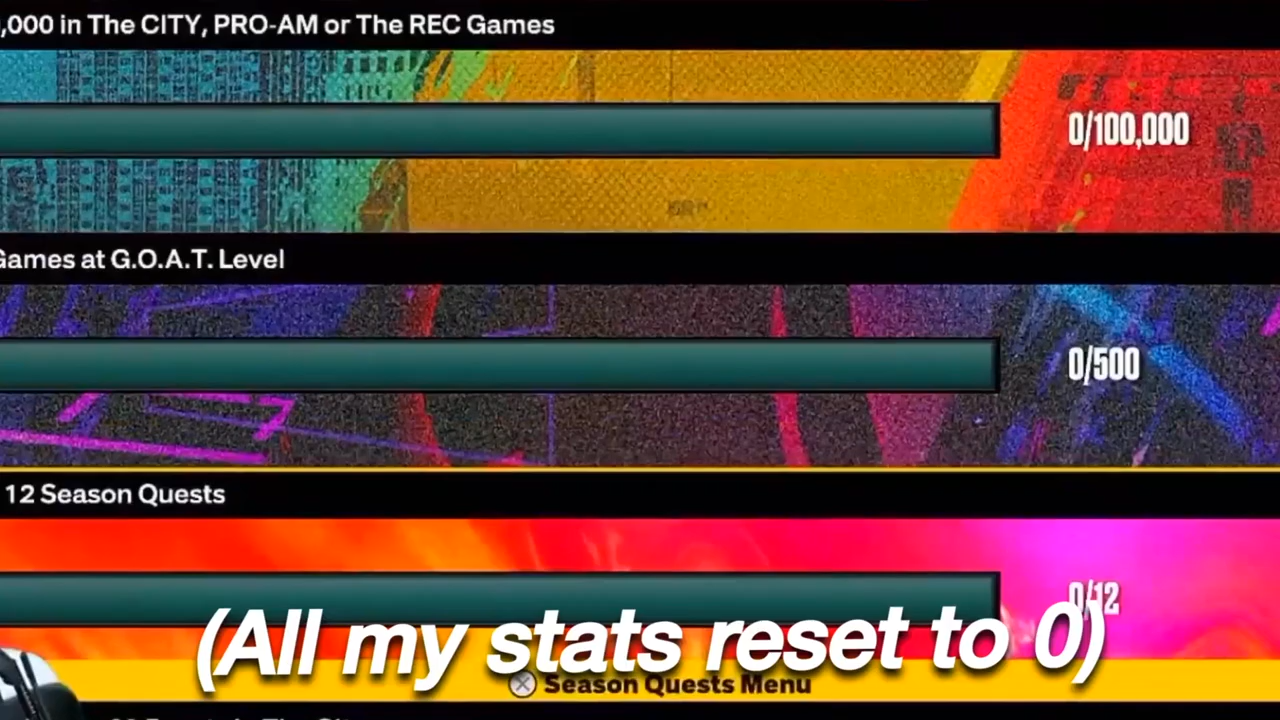 ,000 in The CITY, PRO-AM or The REC Games
0/100,000
Games at G.O.A.T. Level
0/500
12 Season Quests
0/12
(All my stats reset to 0)
Season Quests Menu